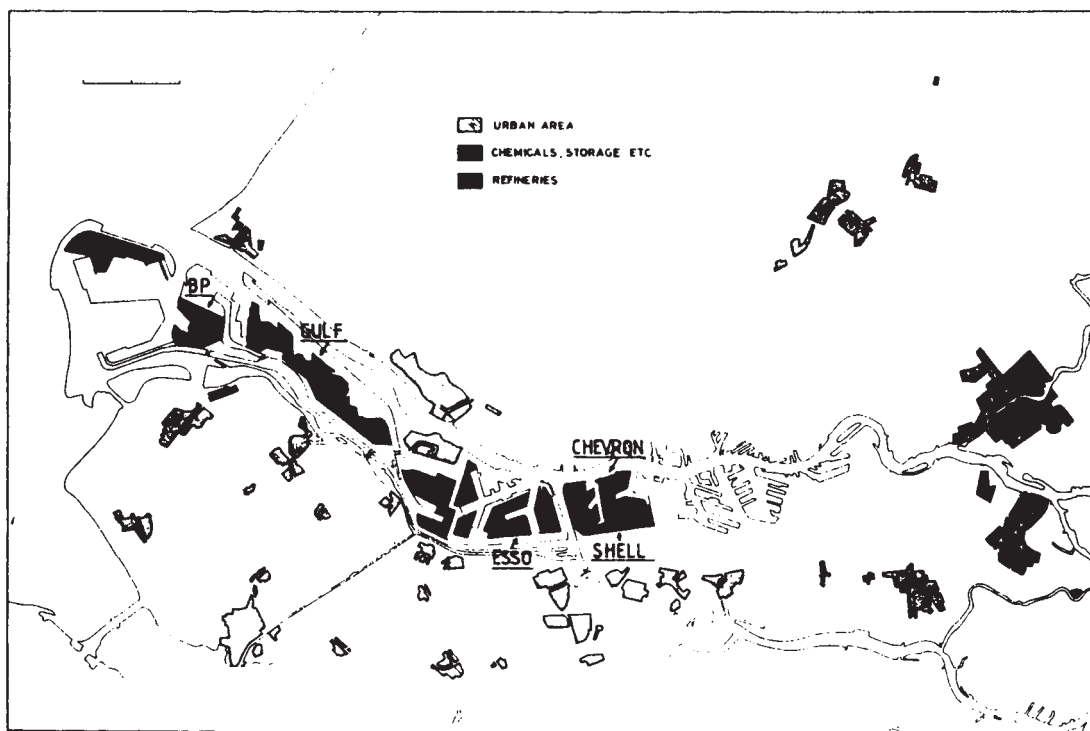 URBAN AREA
CHEMICALS, STORAGE ETC
REFINERIES
BP
GULF
CHEVRON
ESSO
SHELL